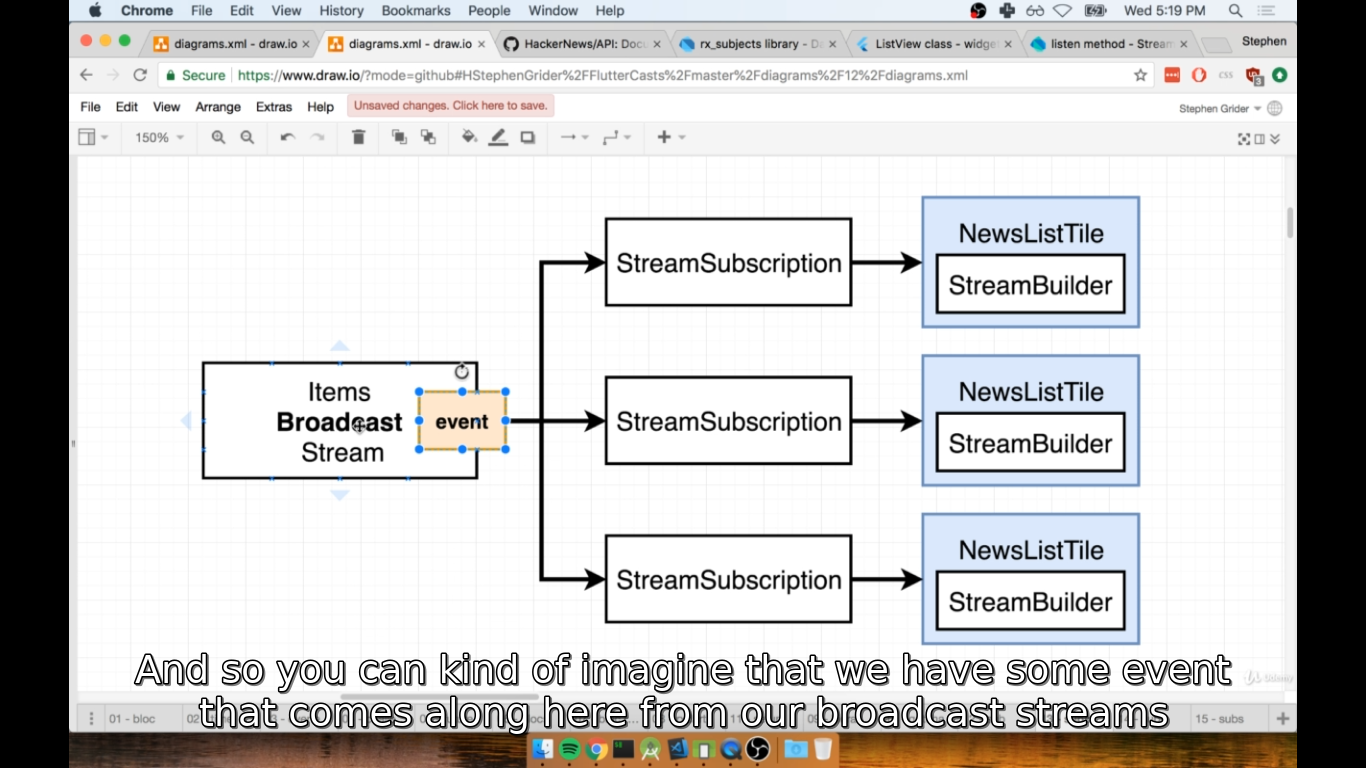 Chrome File Edit View History Bookmarks People Window Help Wed 5:19 PM
diagrams.xml - draw.io diagrams.xml - draw.io HackerNews/API: Docu rx_subjects library - D ListView class - widge listen method - Stream Stephen
Secure https://www.draw.io/?mode=github#HStephenGrider%2FFlutterCasts%2Fmaster%2Fdiagrams%2F12%2Fdiagrams.xml
File Edit View Arrange Extras Help Unsaved changes. Click here to save. Stephen Grider
150%
Items
Broadcast
Stream
event
StreamSubscription
NewsListTile
StreamBuilder
StreamSubscription
NewsListTile
StreamBuilder
StreamSubscription
NewsListTile
StreamBuilder
And so you can kind of imagine that we have some event
that comes along here from our broadcast streams
01 - bloc 15 - subs